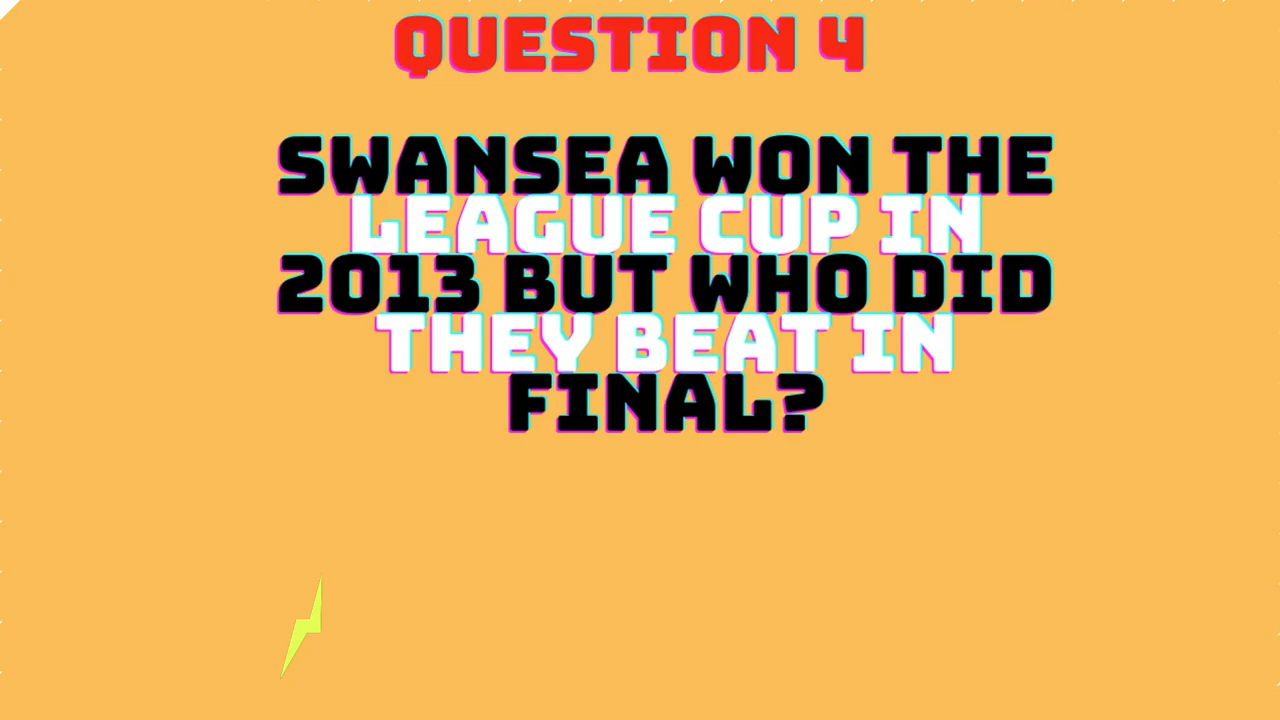 QUESTION 4
SWANSEA WON THE
LEAGUE CUP IN
2013 BUT WHO DID
THEY BEAT IN
FINAL?